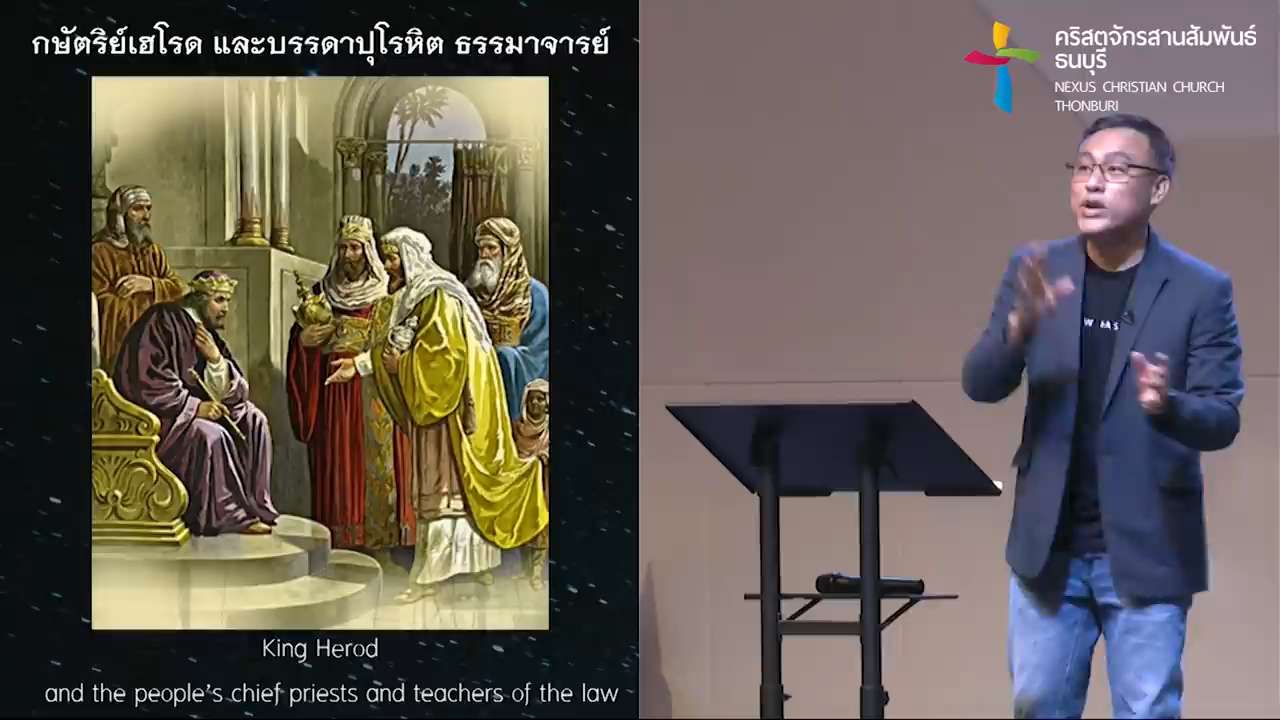 กษัตริย์เฮโรด และบรรดาปุโรหิต ธรรมาจารย์
King Herod
and the people's chief priests and teachers of the law
คริสตจักรสานสัมพันธ์
ธนบุรี
NEXUS CHRISTIAN CHURCH
THONBURI